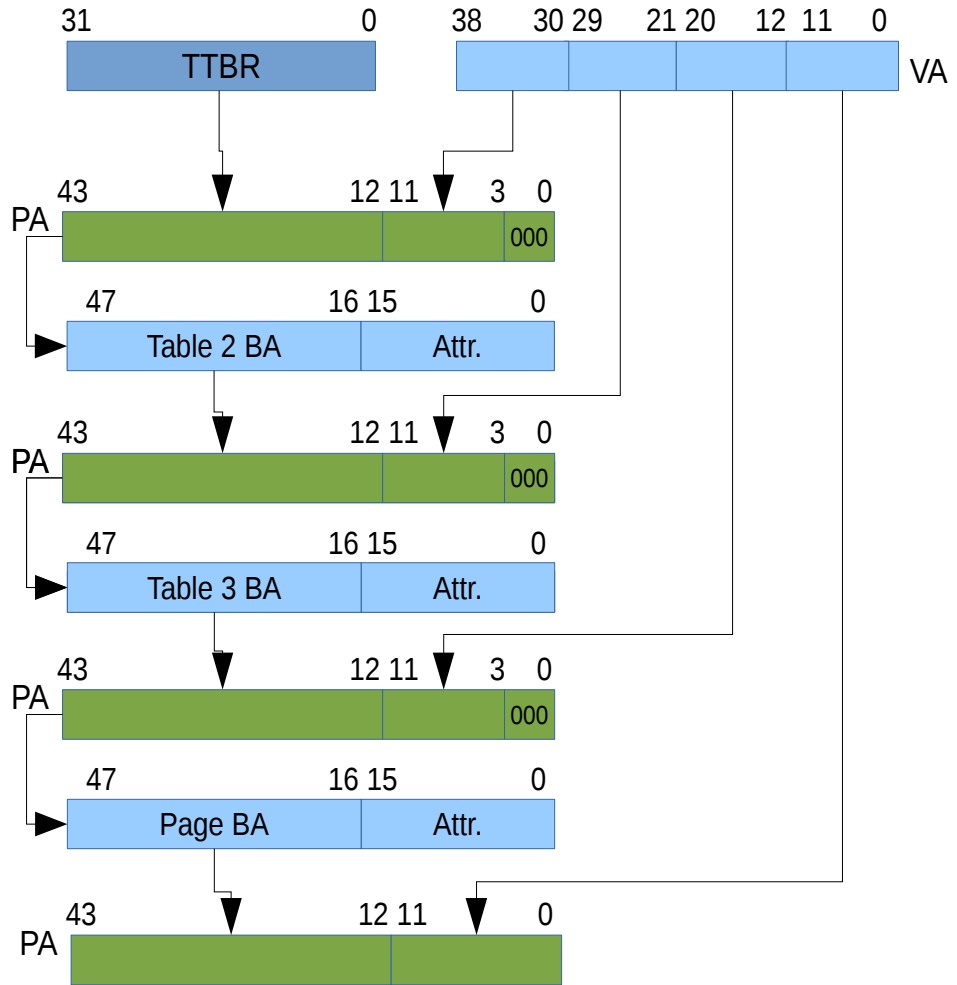 31 0 38 30 29 21 20 12 11 0
TTBR VA
43 12 11 3 0
PA 000
47 16 15 0
Table 2 BA Attr.
43 12 11 3 0
PA 000
47 16 15 0
Table 3 BA Attr.
43 12 11 3 0
PA 000
47 16 15 0
Page BA Attr.
43 12 11 0
PA